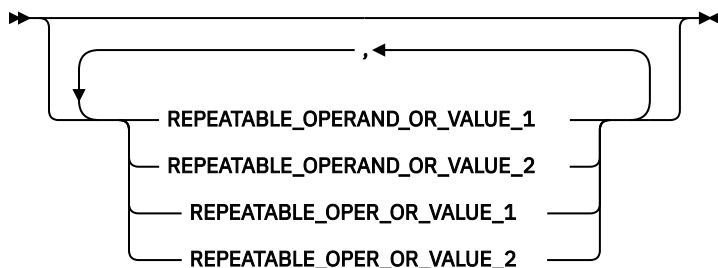 ,
REPEATABLE_OPERAND_OR_VALUE_1
REPEATABLE_OPERAND_OR_VALUE_2
REPEATABLE_OPER_OR_VALUE_1
REPEATABLE_OPER_OR_VALUE_2